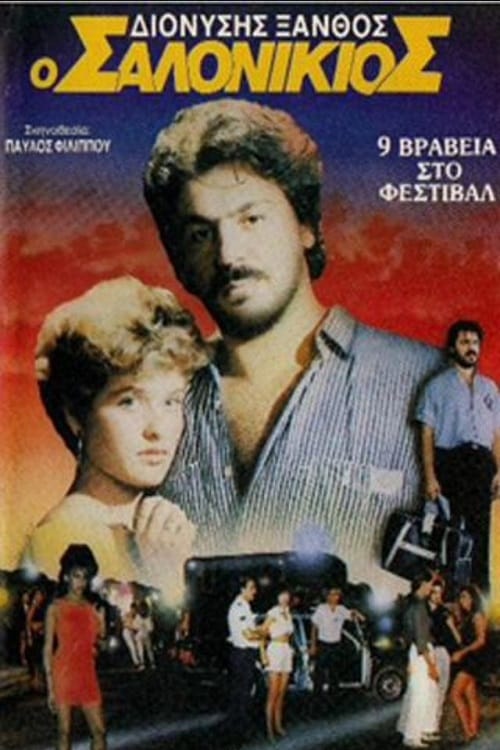 ΔΙΟΝΥΣΗΣ ΞΑΝΘΟΣ
Ο ΣΑΛΟΝΙΚΙΟΣ
Σκηνοθεσία:
ΠΑΥΛΟΣ ΦΙΛΙΠΠΟΥ
9 ΒΡΑΒΕΙΑ
ΣΤΟ
ΦΕΣΤΙΒΑΛ